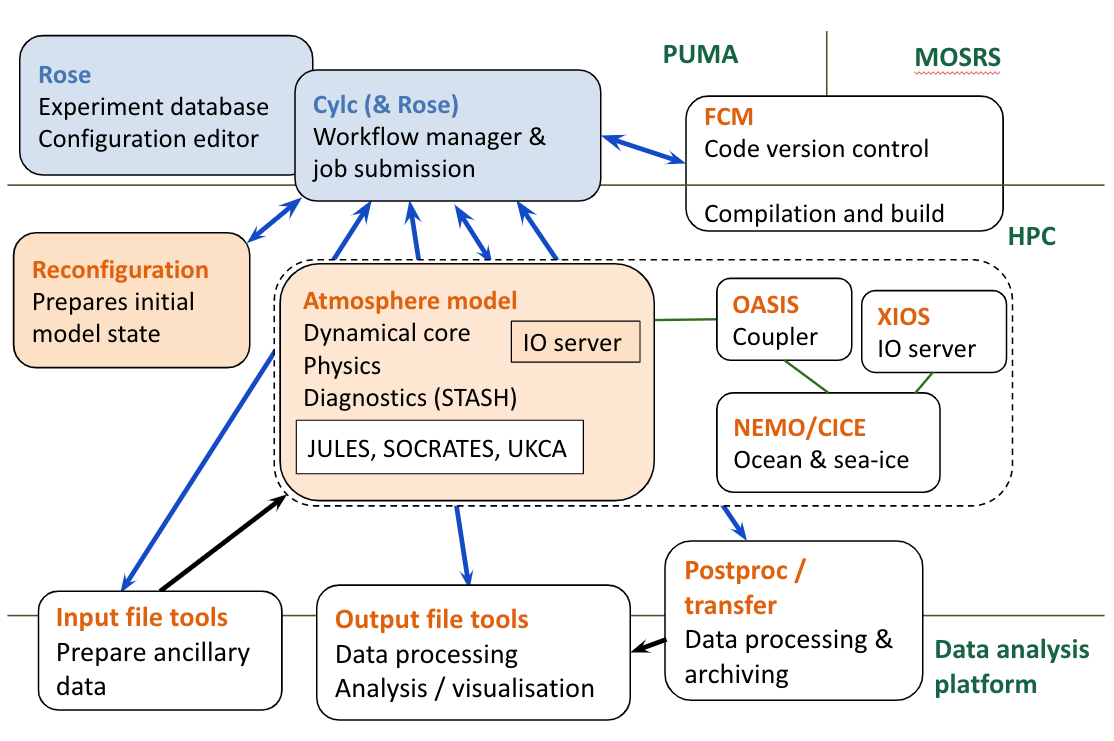 PUMA
MOSRS
Rose
Experiment database
Configuration editor
Cylc (& Rose)
Workflow manager &
job submission
FCM
Code version control
Compilation and build
HPC
Reconfiguration
Prepares initial
model state
Atmosphere model
Dynamical core
Physics
Diagnostics (STASH)
IO server
JULES, SOCRATES, UKCA
OASIS
Coupler
XIOS
IO server
NEMO/CICE
Ocean & sea-ice
Input file tools
Prepare ancillary
data
Output file tools
Data processing
Analysis / visualisation
Postproc /
transfer
Data processing &
archiving
Data analysis
platform